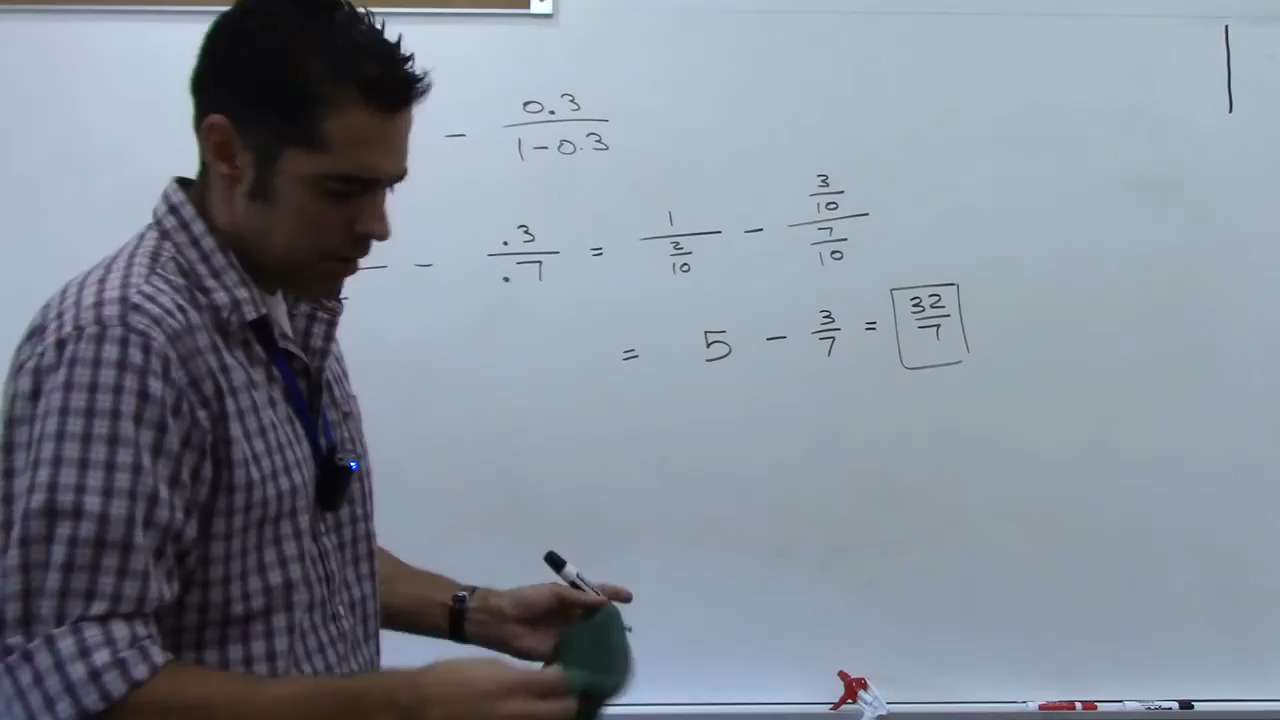 - 0.3/(1-0.3)
- .3/.7 = 1/(2/10) - (3/10)/(7/10)
= 5 - 3/7 = 32/7